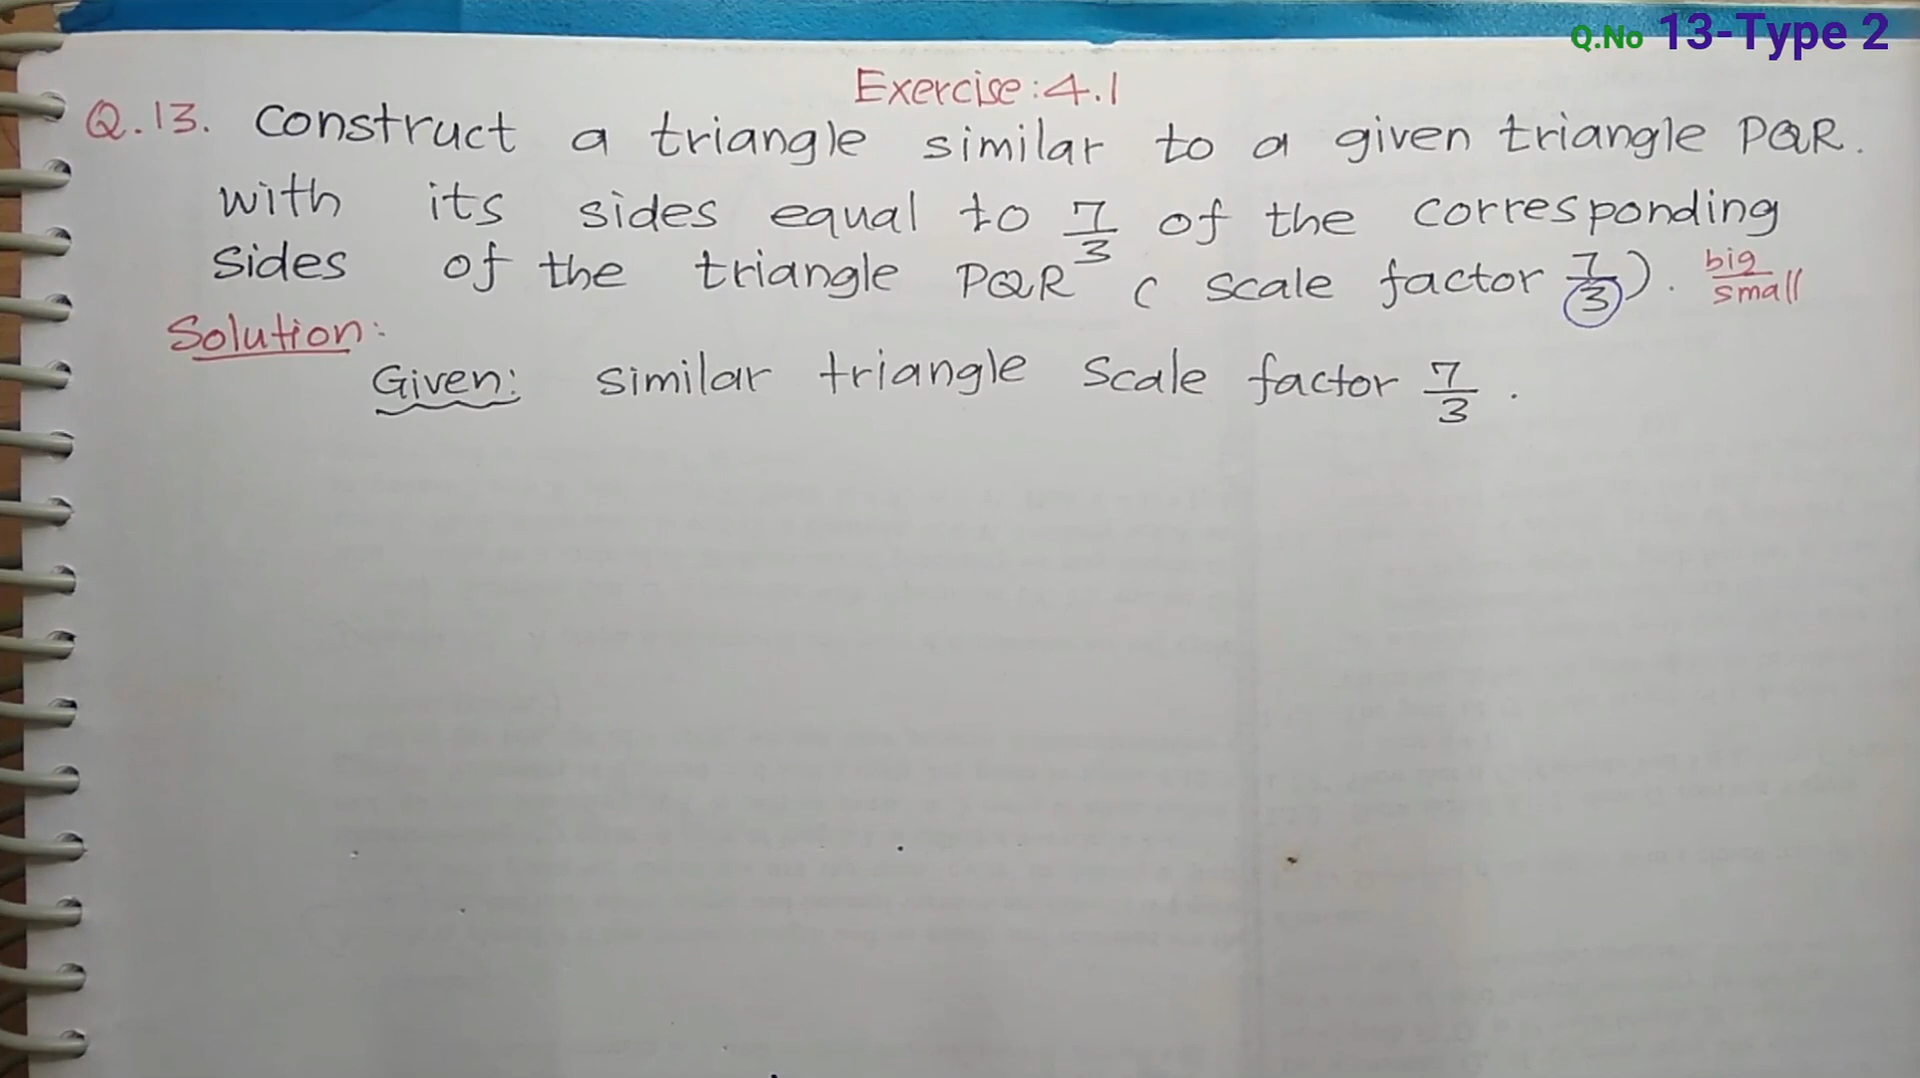 Q.No 13-Type 2
Exercise:4.1
Q.13. Construct a triangle similar to a given triangle PQR.
with its sides equal to 7/3 of the corresponding
sides of the triangle PQR ( scale factor 7/3 ). big/small
Solution:
Given: similar triangle scale factor 7/3 .